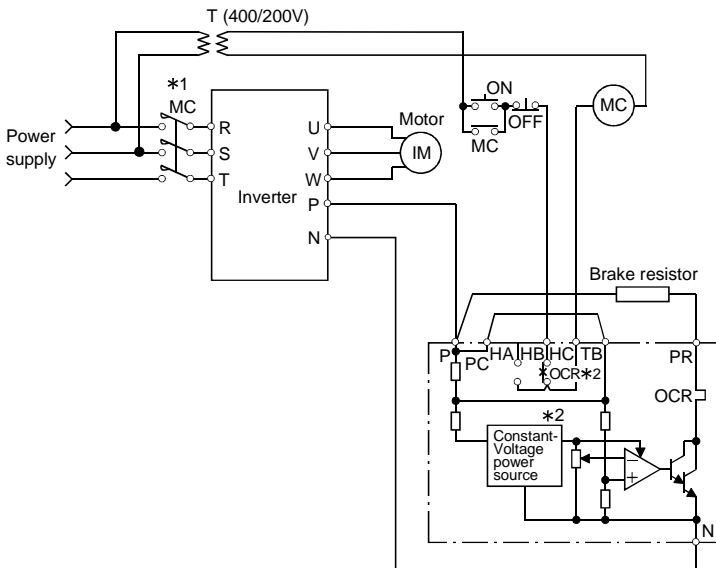 T (400/200V)
*1
MC
ON
OFF
MC
MC
Power
supply
R
S
T
U
V
W
P
N
Inverter
Motor
IM
Brake resistor
P
PC
HA
HB
HC
TB
PR
OCR*2
OCR
*2
Constant-
Voltage
power
source
−
+
N